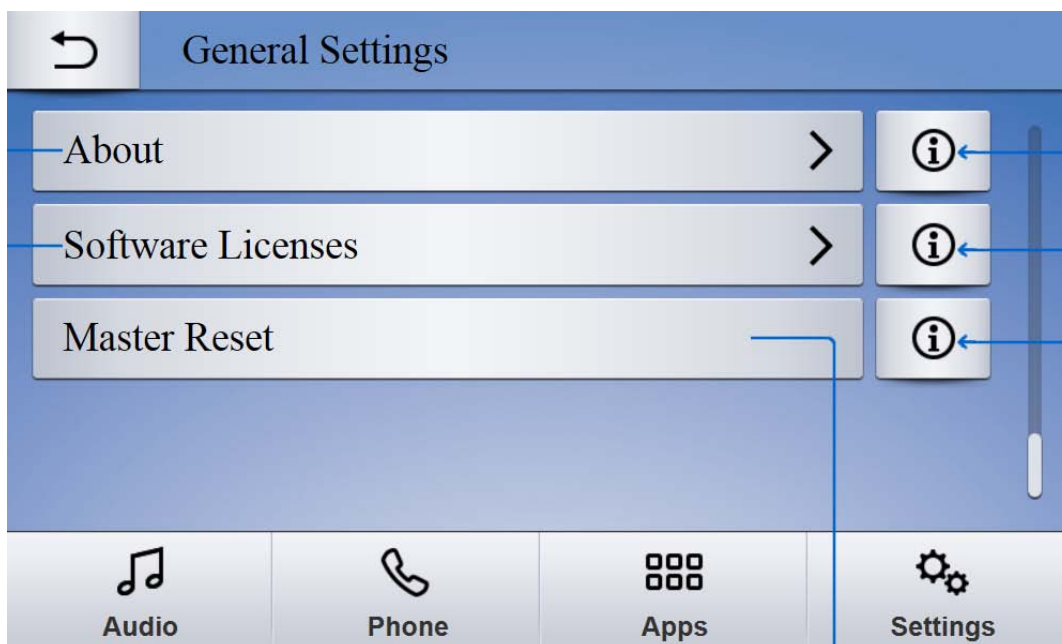 General Settings
About
Software Licenses
Master Reset
Audio
Phone
Apps
Settings